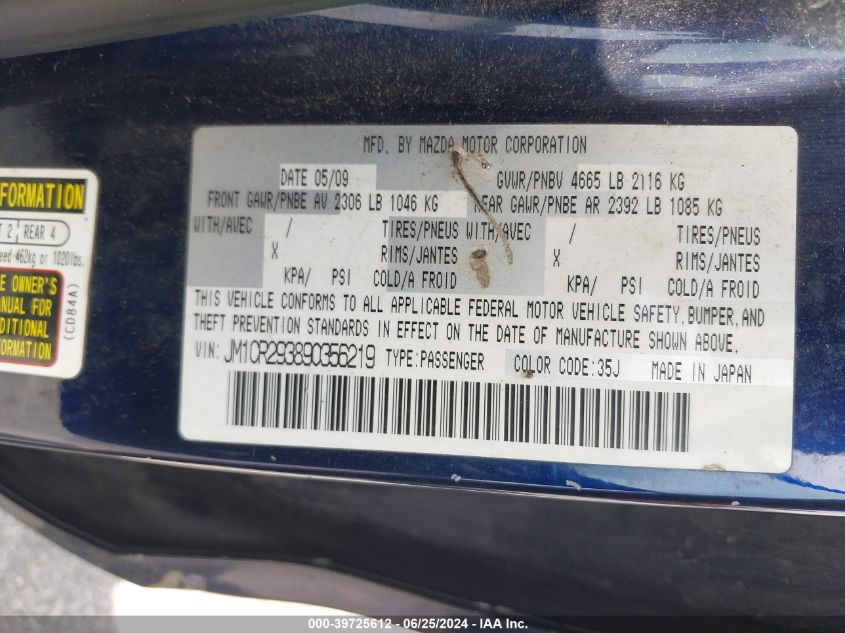 MFD. BY MAZDA MOTOR CORPORATION
DATE 05/09 GVWR/PNBV 4665 LB 2116 KG
FRONT GAWR/PNBE AV 2306 LB 1046 KG REAR GAWR/PNBE AR 2392 LB 1085 KG
WITH/AVEC / TIRES/PNEUS WITH/AVEC / TIRES/PNEUS
X RIMS/JANTES X RIMS/JANTES
KPA/ PSI COLD/A FROID KPA/ PSI COLD/A FROID
THIS VEHICLE CONFORMS TO ALL APPLICABLE FEDERAL MOTOR VEHICLE SAFETY, BUMPER, AND
THEFT PREVENTION STANDARDS IN EFFECT ON THE DATE OF MANUFACTURE SHOWN ABOVE.
VIN: JM1CR293890356219 TYPE:PASSENGER COLOR CODE:35J MADE IN JAPAN
FORMATION
2 REAR 4
462kg or 1020lbs.
OWNER'S
FOR
(CD84A)
000-39725612 - 06/25/2024 - IAA Inc.